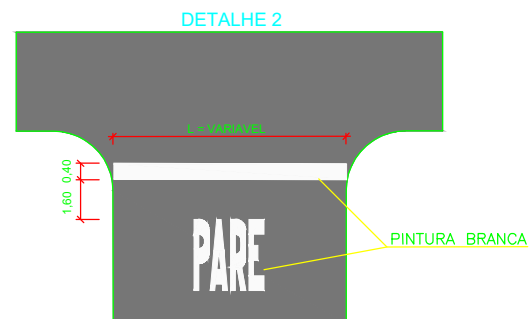 DETALHE 2
L = VARIAVEL
0,40
1,60
PARE
PINTURA BRANCA